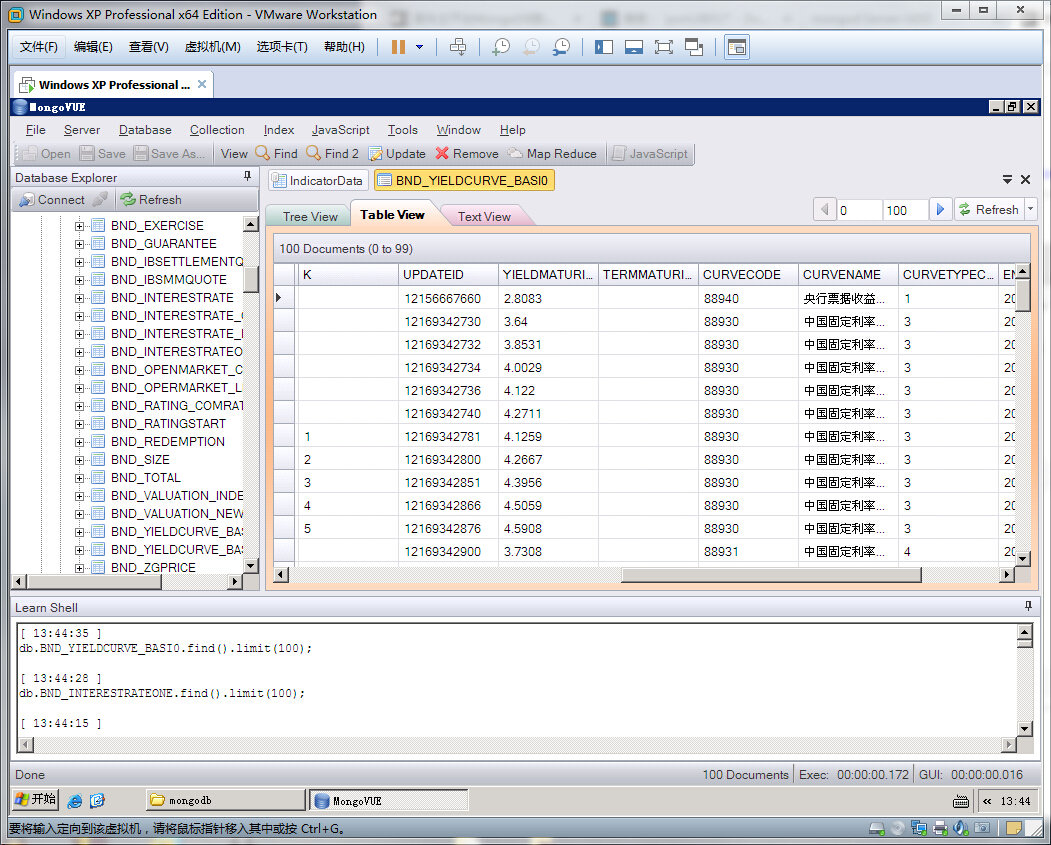 Windows XP Professional x64 Edition - VMware Workstation
文件(F) 编辑(E) 查看(V) 虚拟机(M) 选项卡(T) 帮助(H)
Windows XP Professional ...
MongoVUE
File Server Database Collection Index JavaScript Tools Window Help
Open Save Save As... View Find Find 2 Update Remove Map Reduce JavaScript
Database Explorer
Connect Refresh
BND_EXERCISE
BND_GUARANTEE
BND_IBSETTLEMENTQ
BND_IBSMMQUOTE
BND_INTERESTRATE
BND_INTERESTRATE_
BND_INTERESTRATE_
BND_INTERESTRATEO
BND_OPENMARKET_C
BND_OPERMARKET_L
BND_RATING_COMRAT
BND_RATINGSTART
BND_REDEMPTION
BND_SIZE
BND_TOTAL
BND_VALUATION_INDE
BND_VALUATION_NEW
BND_YIELDCURVE_BA
BND_YIELDCURVE_BA
BND_ZGPRICE
IndicatorData BND_YIELDCURVE_BASI0
Tree View Table View Text View 0 100 Refresh
100 Documents (0 to 99)
K UPDATEID YIELDMATURI... TERMMATURI... CURVECODE CURVENAME CURVETYPEC... EN
12156667660 2.8083 88940 央行票据收益... 1 20
12169342730 3.64 88930 中国固定利率... 3 20
12169342732 3.8531 88930 中国固定利率... 3 20
12169342734 4.0029 88930 中国固定利率... 3 20
12169342736 4.122 88930 中国固定利率... 3 20
12169342740 4.2711 88930 中国固定利率... 3 20
1 12169342781 4.1259 88930 中国固定利率... 3 20
2 12169342800 4.2667 88930 中国固定利率... 3 20
3 12169342851 4.3956 88930 中国固定利率... 3 20
4 12169342866 4.5059 88930 中国固定利率... 3 20
5 12169342876 4.5908 88930 中国固定利率... 3 20
12169342900 3.7308 88931 中国固定利率... 4 20
Learn Shell
[ 13:44:35 ]
db.BND_YIELDCURVE_BASI0.find().limit(100);
[ 13:44:28 ]
db.BND_INTERESTRATEONE.find().limit(100);
[ 13:44:15 ]
Done 100 Documents Exec: 00:00:00.172 GUI: 00:00:00.016
开始 mongodb MongoVUE « 13:44
要将输入定向到该虚拟机，请将鼠标指针移入其中或按 Ctrl+G。